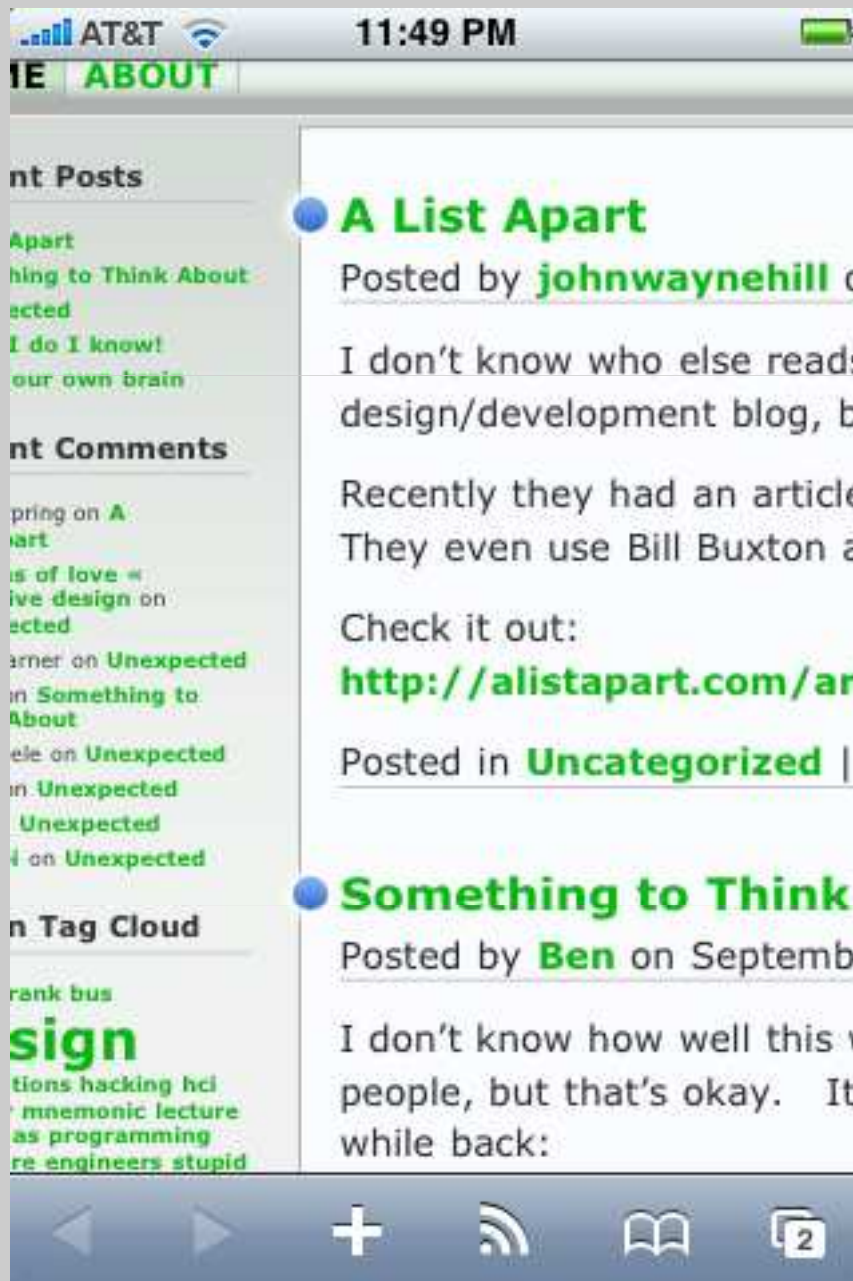 AT&T 11:49 PM
ME ABOUT
nt Posts
Apart
hing to Think About
ected
I do I know!
our own brain
nt Comments
pring on A
part
s of love «
ive design on
ected
arner on Unexpected
on Something to
About
ele on Unexpected
on Unexpected
Unexpected
i on Unexpected
n Tag Cloud
rank bus
sign
tions hacking hci
mnemonic lecture
as programming
re engineers stupid
A List Apart
Posted by johnwaynehill o
I don’t know who else reads
design/development blog, b
Recently they had an article
They even use Bill Buxton a
Check it out:
http://alistapart.com/ar
Posted in Uncategorized |
Something to Think
Posted by Ben on Septemb
I don’t know how well this w
people, but that’s okay. It
while back:
2